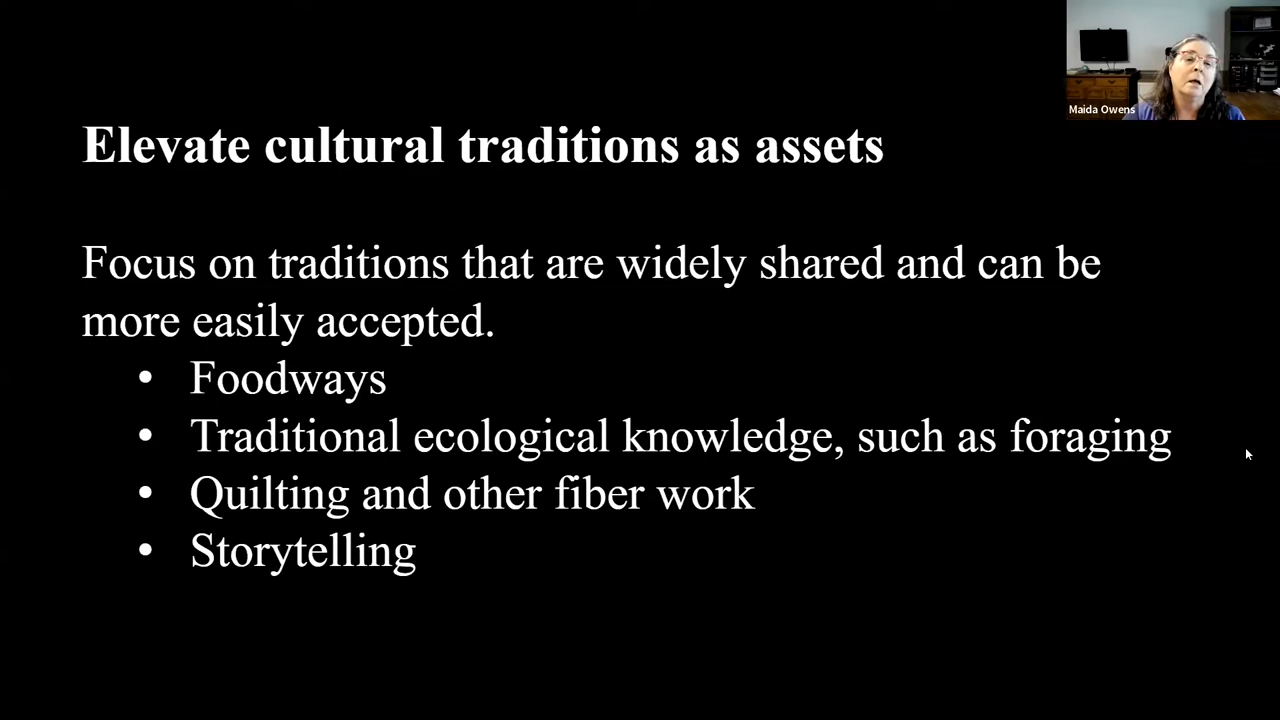 Maida Owens
Elevate cultural traditions as assets
Focus on traditions that are widely shared and can be
more easily accepted.
• Foodways
• Traditional ecological knowledge, such as foraging
• Quilting and other fiber work
• Storytelling